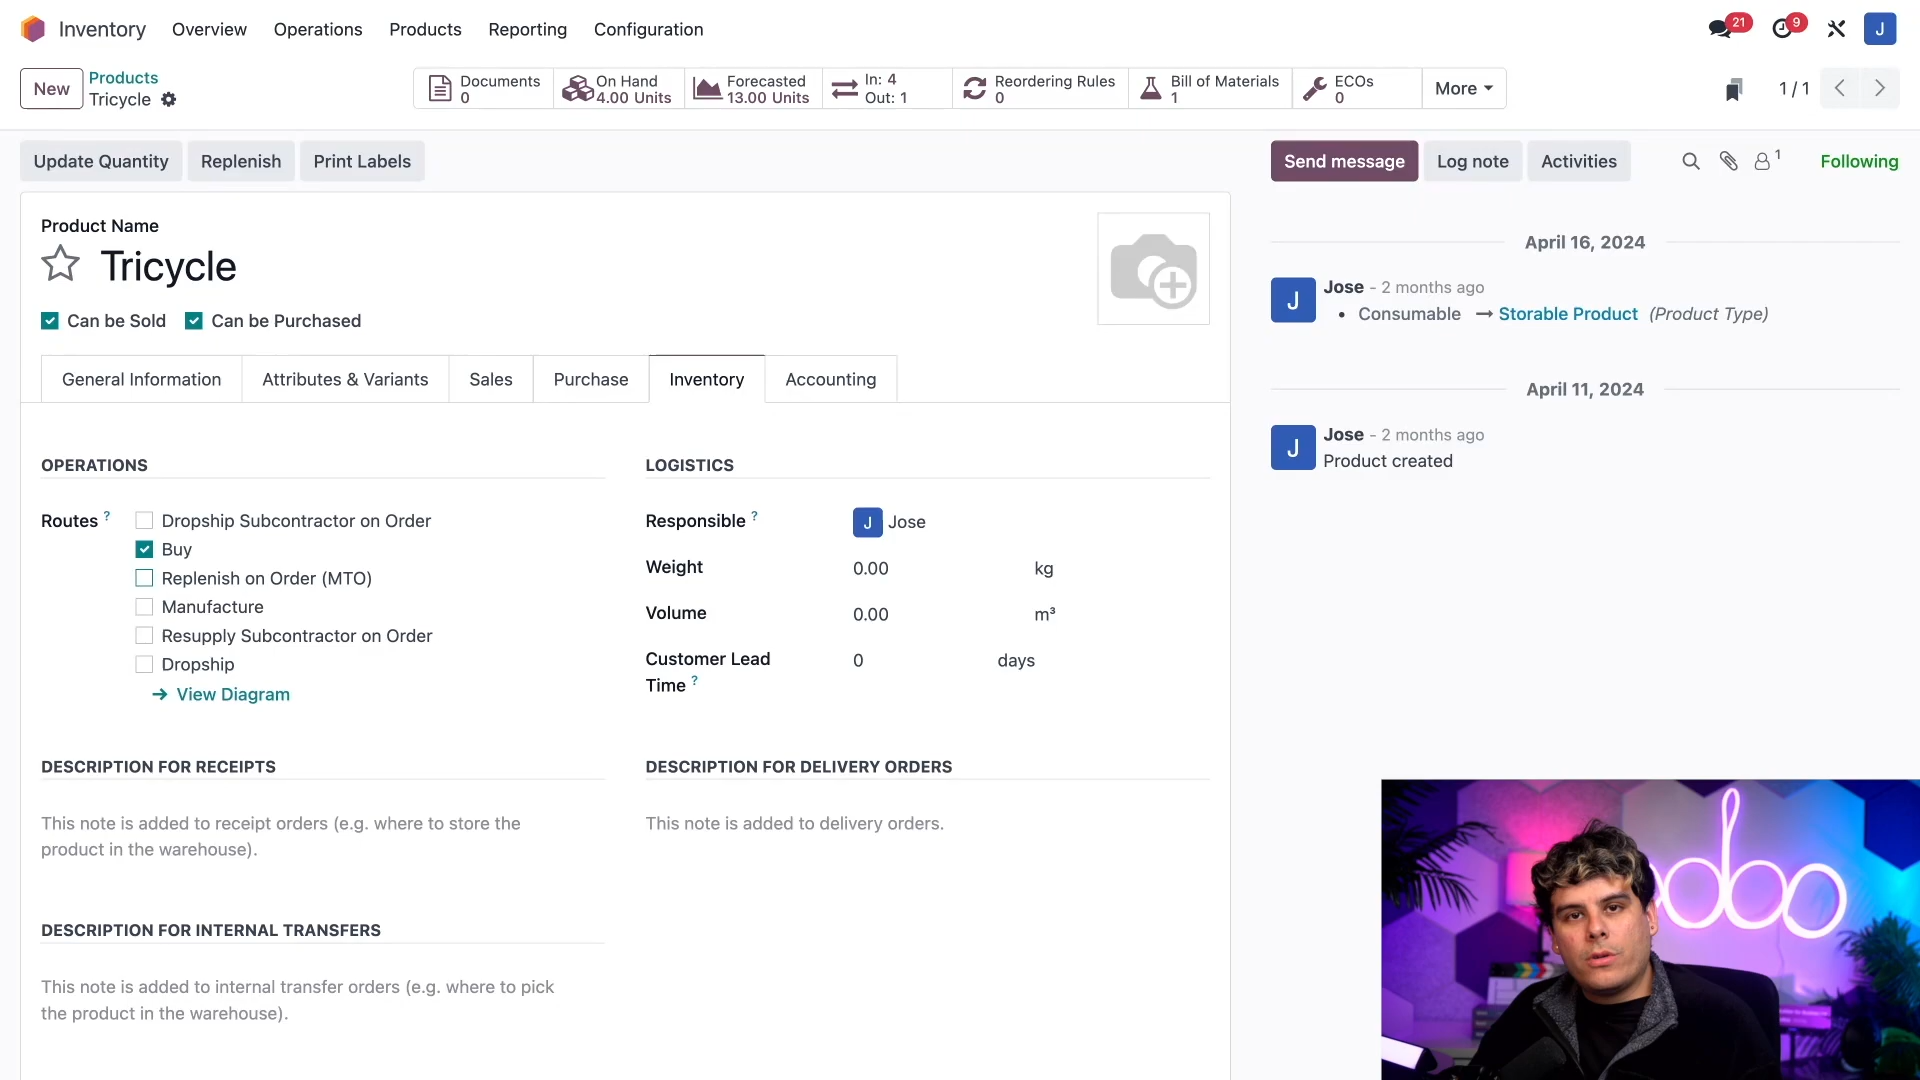 Inventory Overview Operations Products Reporting Configuration 21 9 J
New Products Tricycle Documents 0 On Hand 4.00 Units Forecasted 13.00 Units In: 4 Out: 1 Reordering Rules 0 Bill of Materials 1 ECOs 0 More 1 / 1
Update Quantity Replenish Print Labels
Send message Log note Activities 1 Following
Product Name
Tricycle
Can be Sold Can be Purchased
General Information Attributes & Variants Sales Purchase Inventory Accounting
OPERATIONS
Routes ? Dropship Subcontractor on Order
Buy
Replenish on Order (MTO)
Manufacture
Resupply Subcontractor on Order
Dropship
View Diagram
LOGISTICS
Responsible ? J Jose
Weight 0.00 kg
Volume 0.00 m³
Customer Lead Time ? 0 days
DESCRIPTION FOR RECEIPTS
This note is added to receipt orders (e.g. where to store the
product in the warehouse).
DESCRIPTION FOR DELIVERY ORDERS
This note is added to delivery orders.
DESCRIPTION FOR INTERNAL TRANSFERS
This note is added to internal transfer orders (e.g. where to pick
the product in the warehouse).
April 16, 2024
J Jose - 2 months ago
• Consumable → Storable Product (Product Type)
April 11, 2024
J Jose - 2 months ago
Product created
odoo